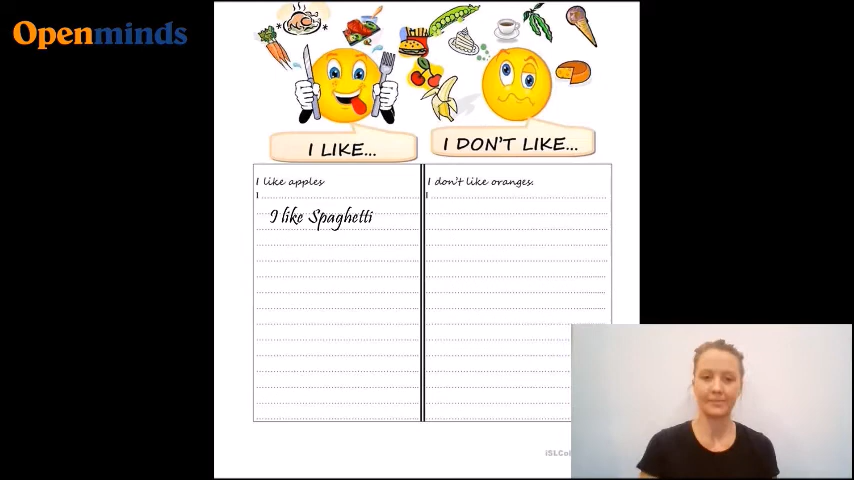 Openminds
I LIKE...
I DON'T LIKE...
I like apples
I
I like Spaghetti
I don't like oranges.
I